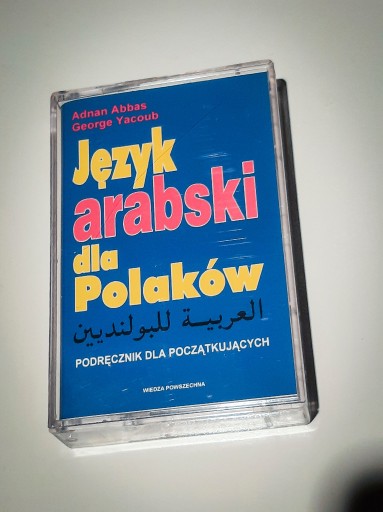 Adnan Abbas
George Yacoub
Język
arabski
dla
Polaków
العربية للبولنديين
PODRĘCZNIK DLA POCZĄTKUJĄCYCH
WIEDZA POWSZECHNA